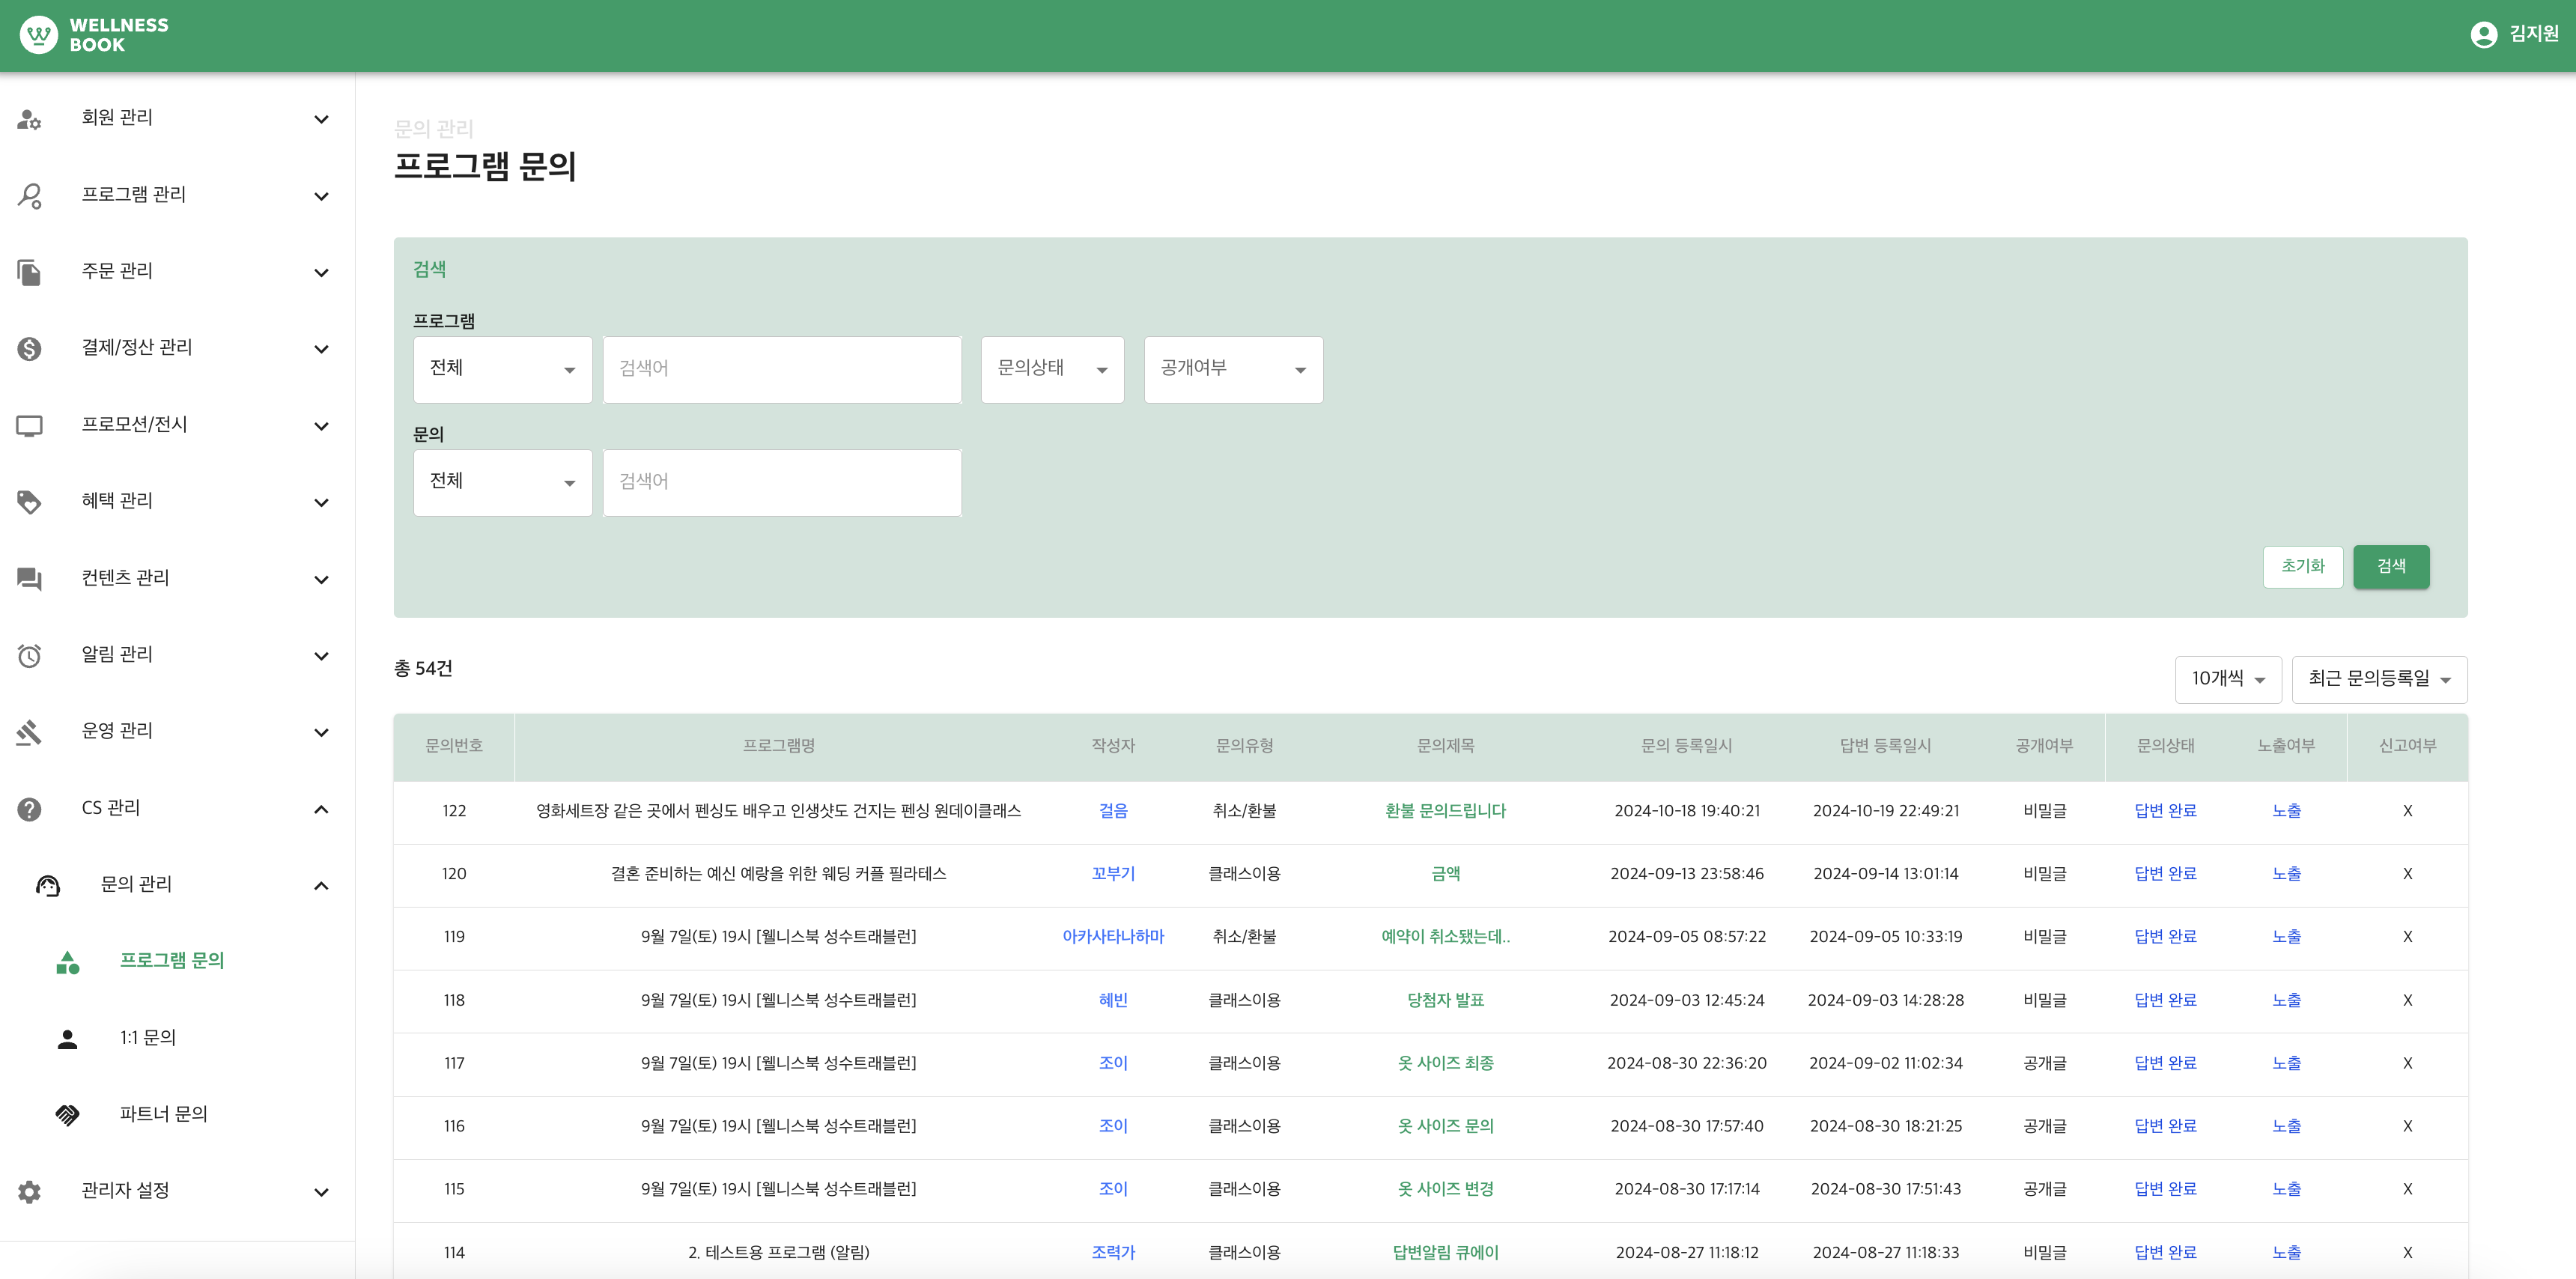 WELLNESS
BOOK
김지원
회원 관리
프로그램 관리
주문 관리
결제/정산 관리
프로모션/전시
혜택 관리
컨텐츠 관리
알림 관리
운영 관리
CS 관리
문의 관리
프로그램 문의
1:1 문의
파트너 문의
관리자 설정
문의 관리
프로그램 문의
검색
프로그램
전체 검색어 문의상태 공개여부
문의
전체 검색어
초기화 검색
총 54건 10개씩 최근 문의등록일
문의번호 프로그램명 작성자 문의유형 문의제목 문의 등록일시 답변 등록일시 공개여부 문의상태 노출여부 신고여부
122 영화세트장 같은 곳에서 펜싱도 배우고 인생샷도 건지는 펜싱 원데이클래스 걸음 취소/환불 환불 문의드립니다 2024-10-18 19:40:21 2024-10-19 22:49:21 비밀글 답변 완료 노출 X
120 결혼 준비하는 예신 예랑을 위한 웨딩 커플 필라테스 꼬부기 클래스이용 금액 2024-09-13 23:58:46 2024-09-14 13:01:14 비밀글 답변 완료 노출 X
119 9월 7일(토) 19시 [웰니스북 성수트래블런] 아카사타나하마 취소/환불 예약이 취소됐는데.. 2024-09-05 08:57:22 2024-09-05 10:33:19 비밀글 답변 완료 노출 X
118 9월 7일(토) 19시 [웰니스북 성수트래블런] 혜빈 클래스이용 당첨자 발표 2024-09-03 12:45:24 2024-09-03 14:28:28 비밀글 답변 완료 노출 X
117 9월 7일(토) 19시 [웰니스북 성수트래블런] 조이 클래스이용 옷 사이즈 최종 2024-08-30 22:36:20 2024-09-02 11:02:34 공개글 답변 완료 노출 X
116 9월 7일(토) 19시 [웰니스북 성수트래블런] 조이 클래스이용 옷 사이즈 문의 2024-08-30 17:57:40 2024-08-30 18:21:25 공개글 답변 완료 노출 X
115 9월 7일(토) 19시 [웰니스북 성수트래블런] 조이 클래스이용 옷 사이즈 변경 2024-08-30 17:17:14 2024-08-30 17:51:43 공개글 답변 완료 노출 X
114 2. 테스트용 프로그램 (알림) 조력가 클래스이용 답변알림 큐에이 2024-08-27 11:18:12 2024-08-27 11:18:33 비밀글 답변 완료 노출 X